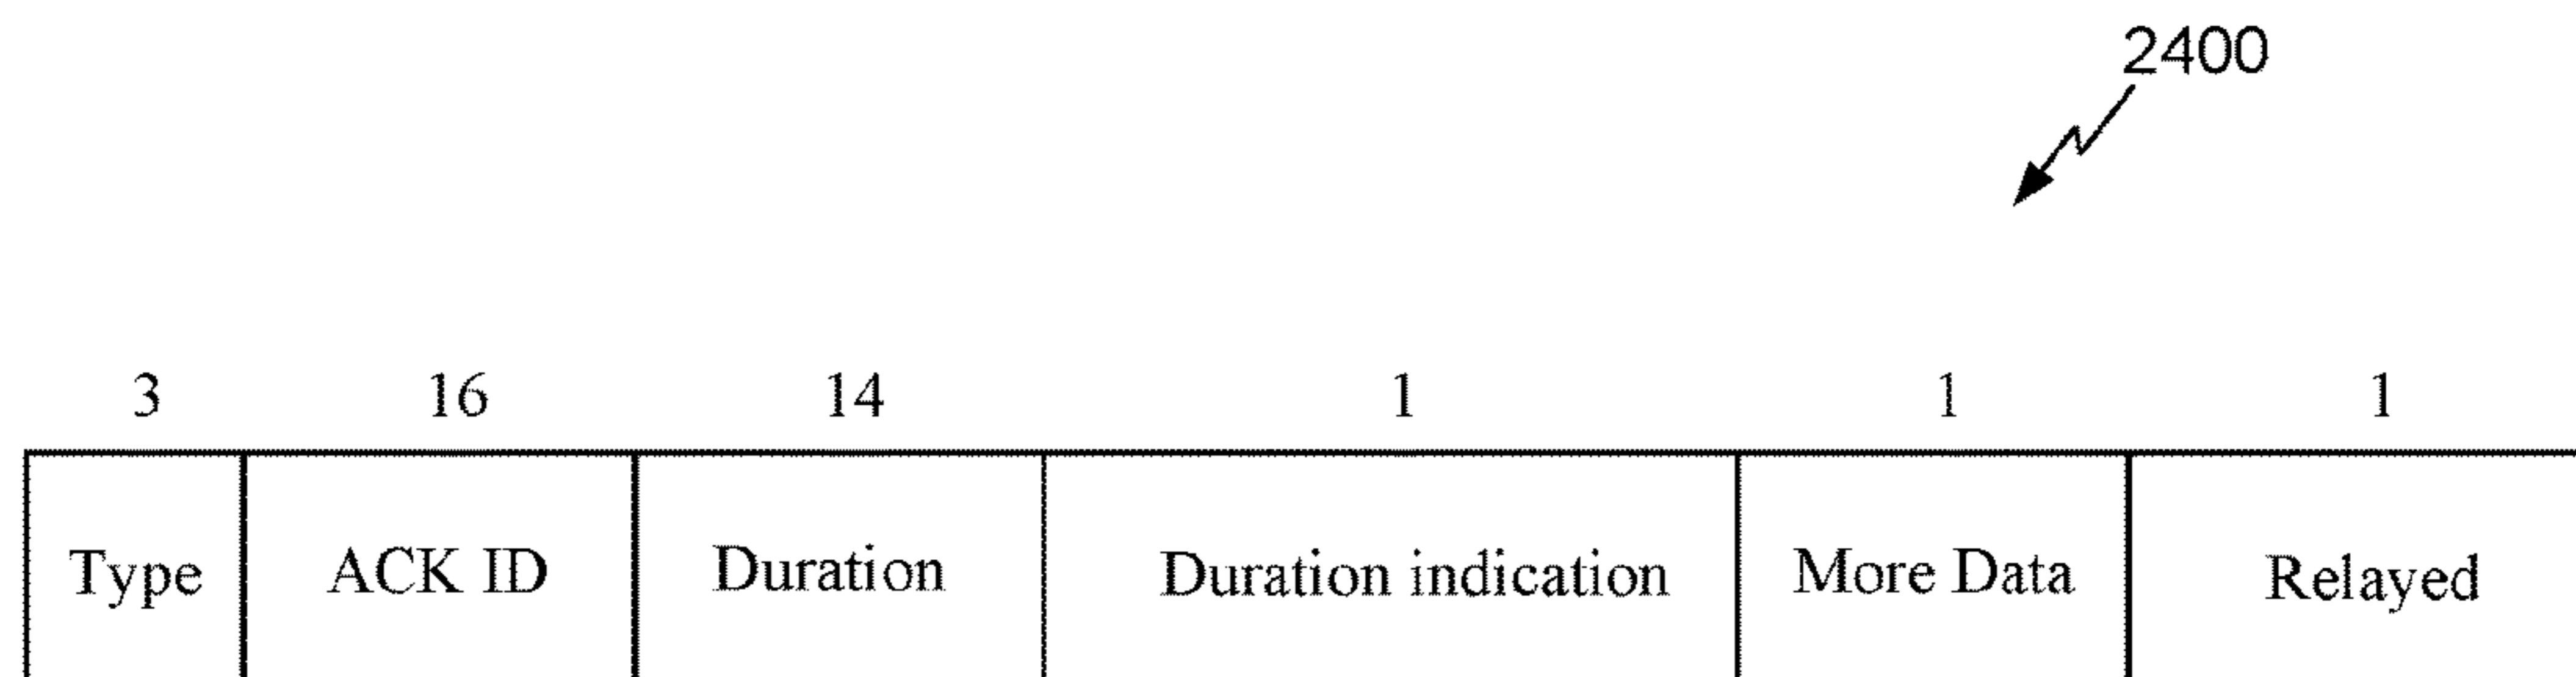 2400
3 16 14 1 1 1
Type ACK ID Duration Duration indication More Data Relayed